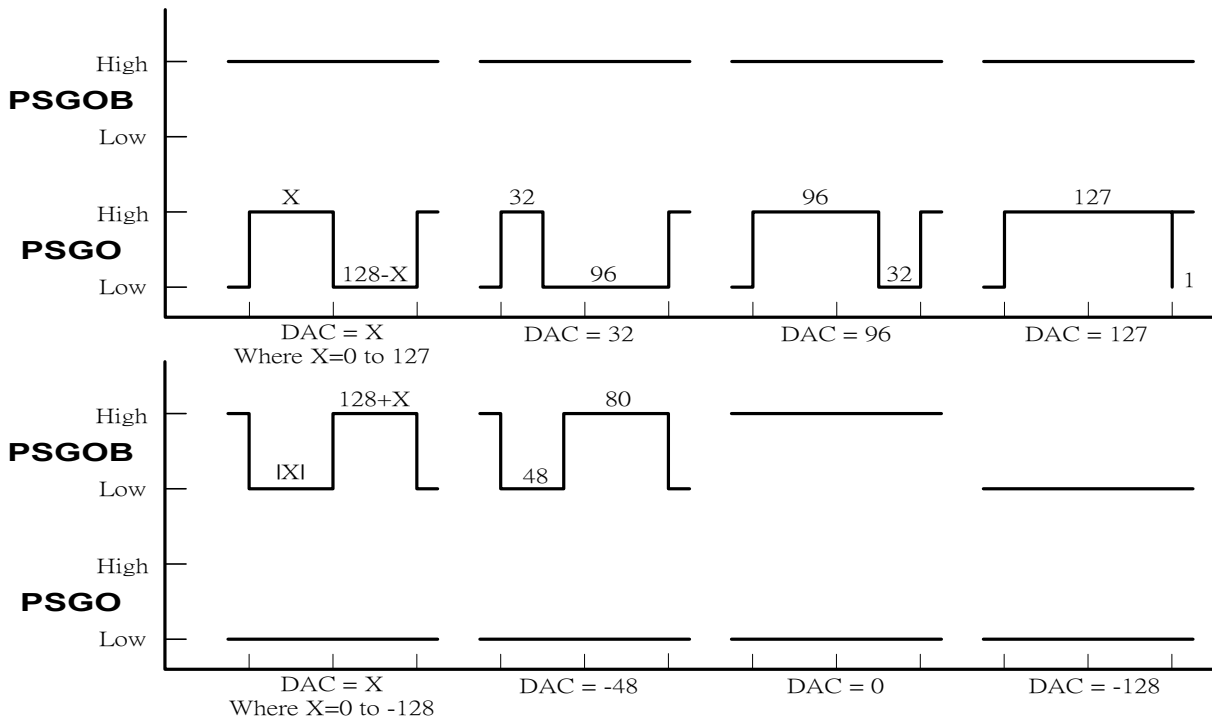 High
PSGOB
Low
X
32
96
127
High
PSGO
128-X
96
32
1
Low
DAC = X
Where X=0 to 127
DAC = 32
DAC = 96
DAC = 127
128+X
80
High
PSGOB
|X|
48
Low
High
PSGO
Low
DAC = X
Where X=0 to -128
DAC = -48
DAC = 0
DAC = -128